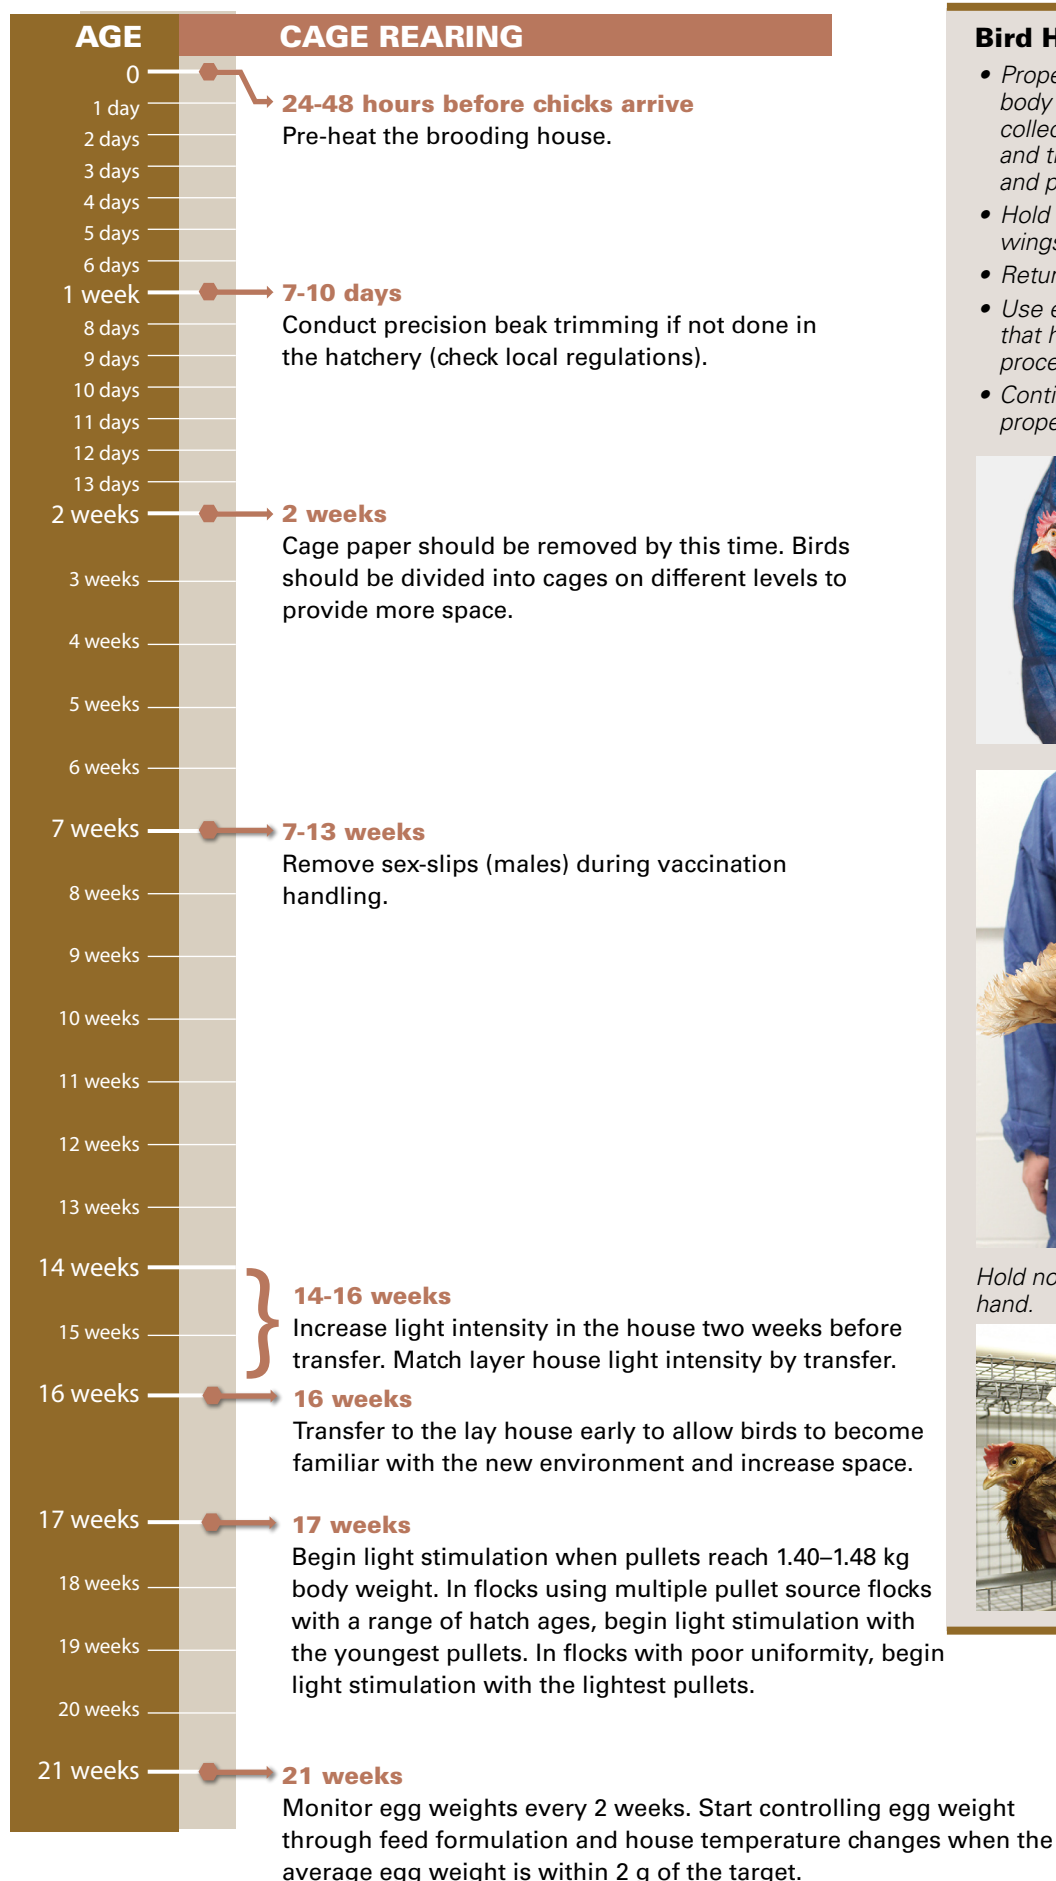 AGE
CAGE REARING
0
1 day
2 days
3 days
4 days
5 days
6 days
1 week
8 days
9 days
10 days
11 days
12 days
13 days
2 weeks
3 weeks
4 weeks
5 weeks
6 weeks
7 weeks
8 weeks
9 weeks
10 weeks
11 weeks
12 weeks
13 weeks
14 weeks
15 weeks
16 weeks
17 weeks
18 weeks
19 weeks
20 weeks
21 weeks
24-48 hours before chicks arrive
Pre-heat the brooding house.
7-10 days
Conduct precision beak trimming if not done in
the hatchery (check local regulations).
2 weeks
Cage paper should be removed by this time. Birds
should be divided into cages on different levels to
provide more space.
7-13 weeks
Remove sex-slips (males) during vaccination
handling.
14-16 weeks
Increase light intensity in the house two weeks before
transfer. Match layer house light intensity by transfer.
16 weeks
Transfer to the lay house early to allow birds to become
familiar with the new environment and increase space.
17 weeks
Begin light stimulation when pullets reach 1.40–1.48 kg
body weight. In flocks using multiple pullet source flocks
with a range of hatch ages, begin light stimulation with
the youngest pullets. In flocks with poor uniformity, begin
light stimulation with the lightest pullets.
21 weeks
Monitor egg weights every 2 weeks. Start controlling egg weight
through feed formulation and house temperature changes when the
average egg weight is within 2 g of the target.
Bird
•
body
and
and
• Hold
•
• Use
that
•
Hold
hand.